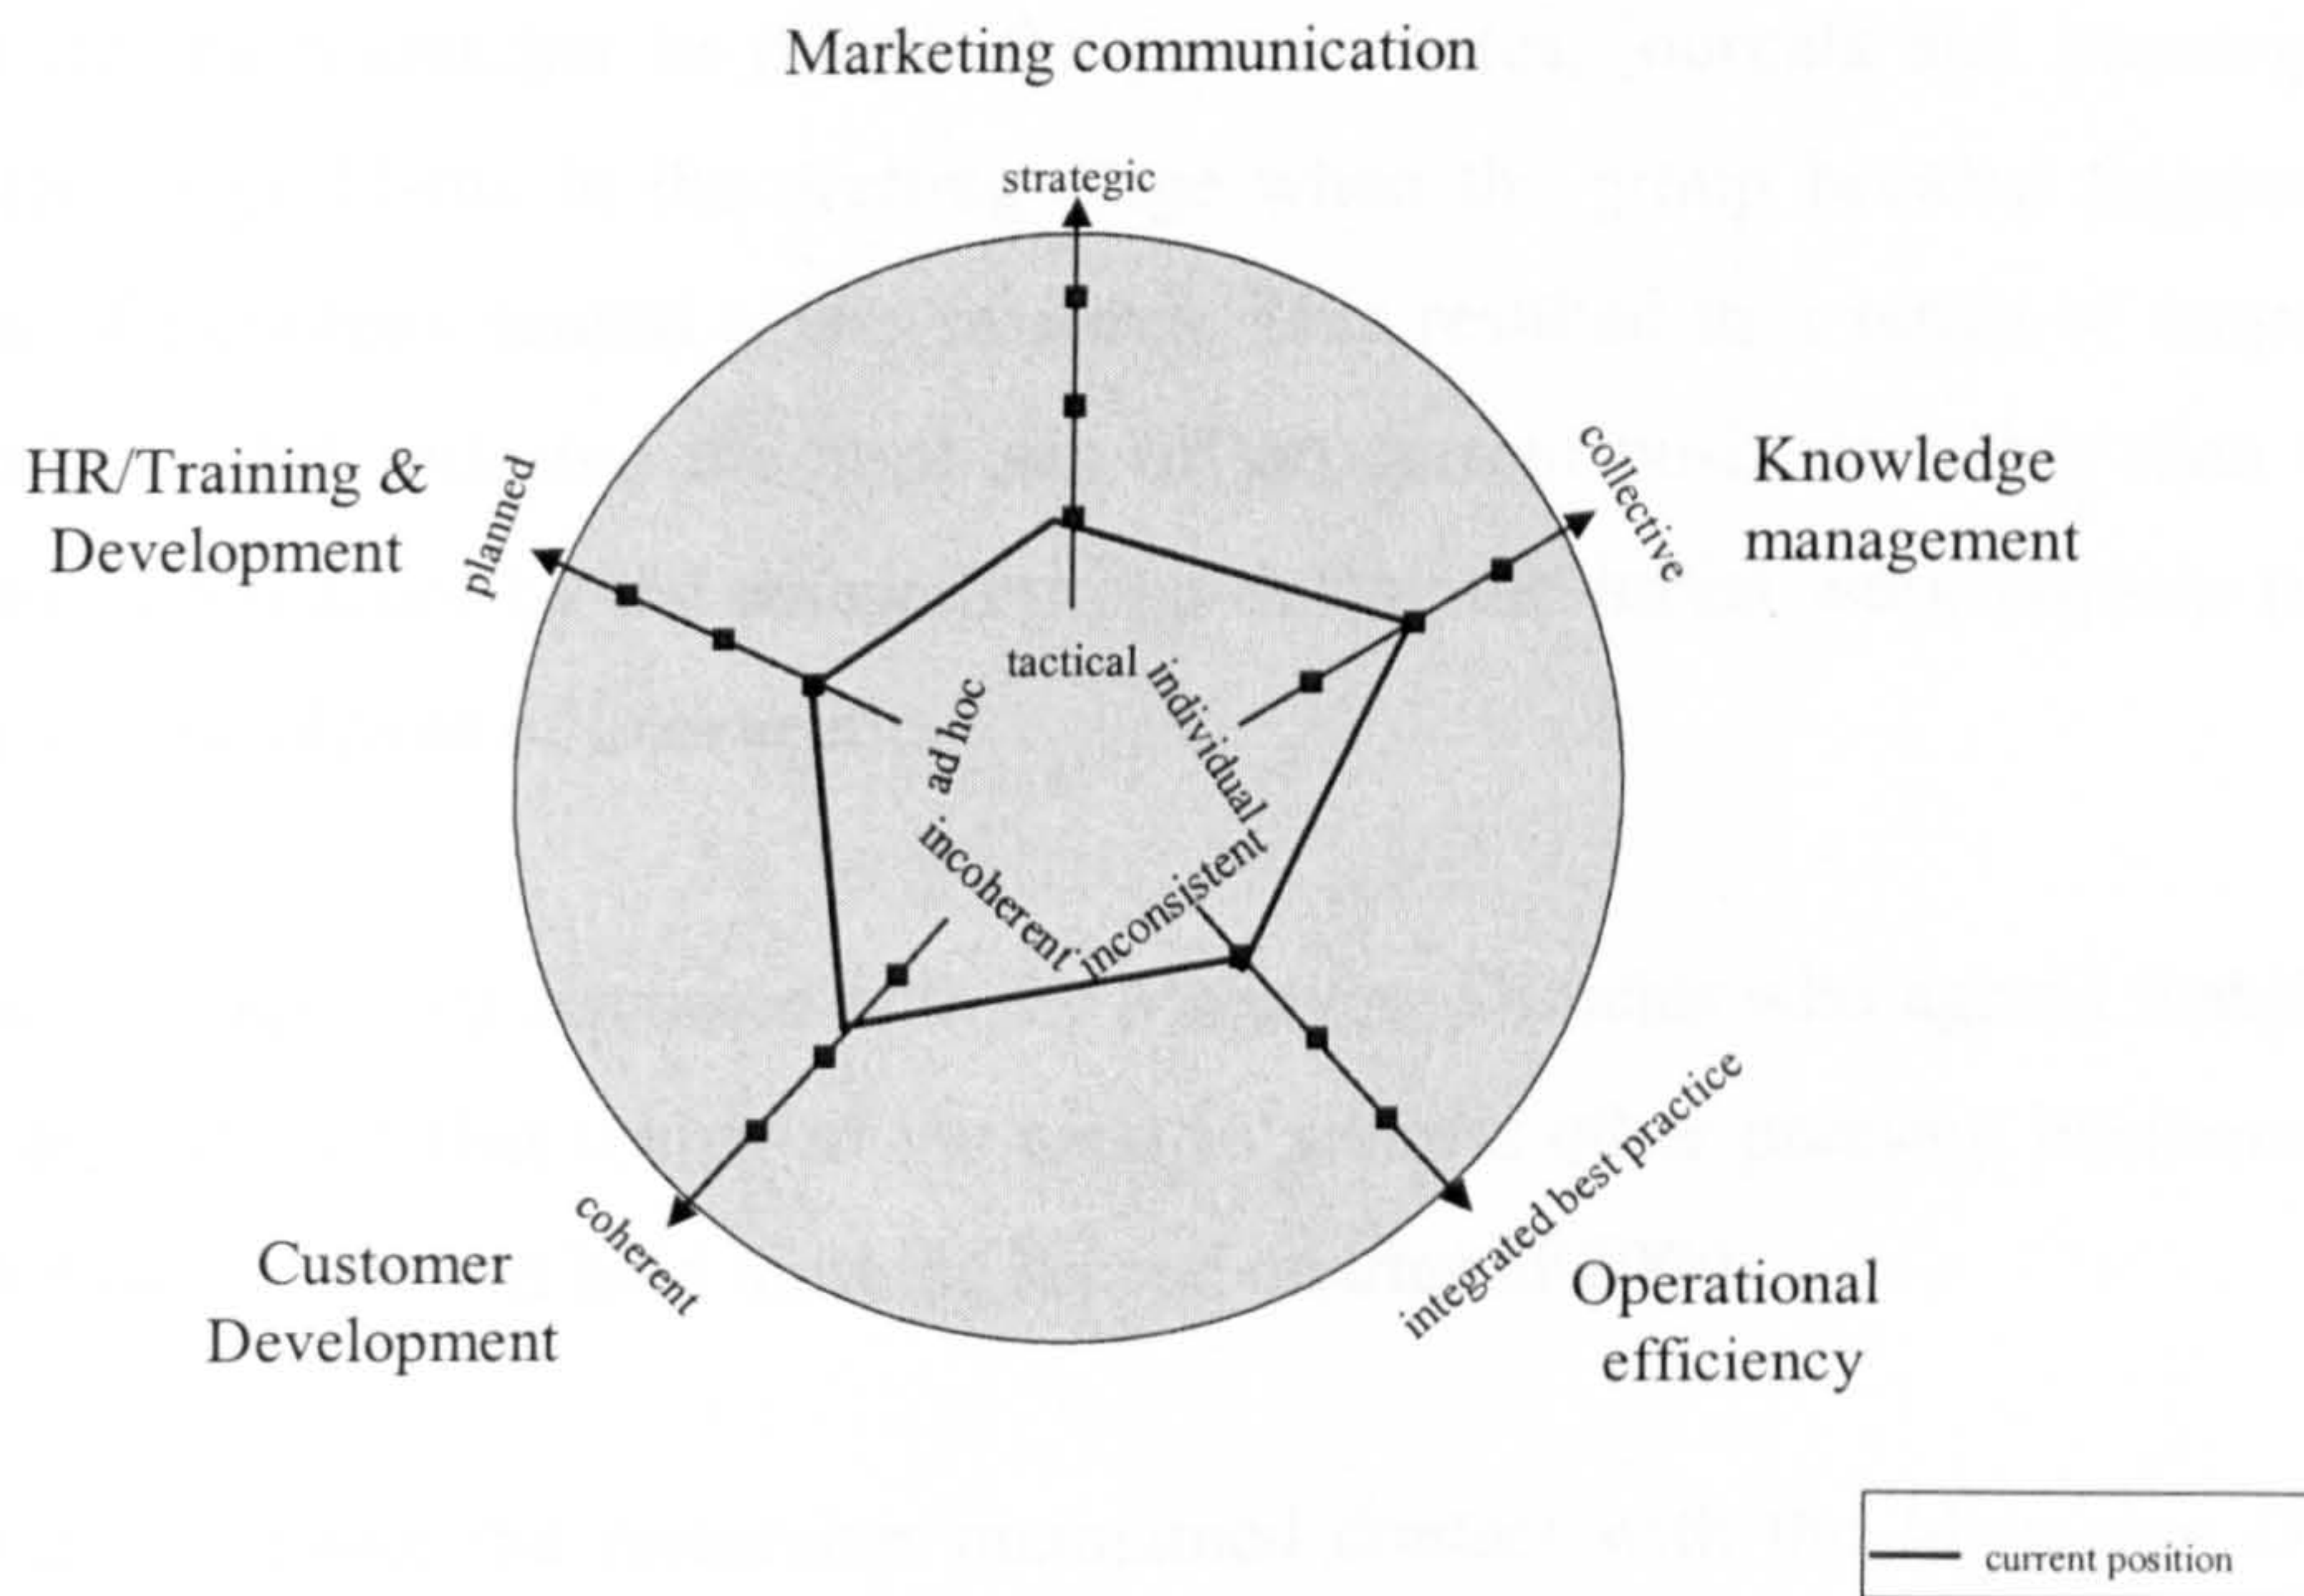 Marketing communication
strategic
collective
Knowledge
management
HR/Training &
Development
planned
tactical
individual
ad hoc
incoherent
inconsistent
integrated best practice
coherent
Customer
Development
Operational
efficiency
current position